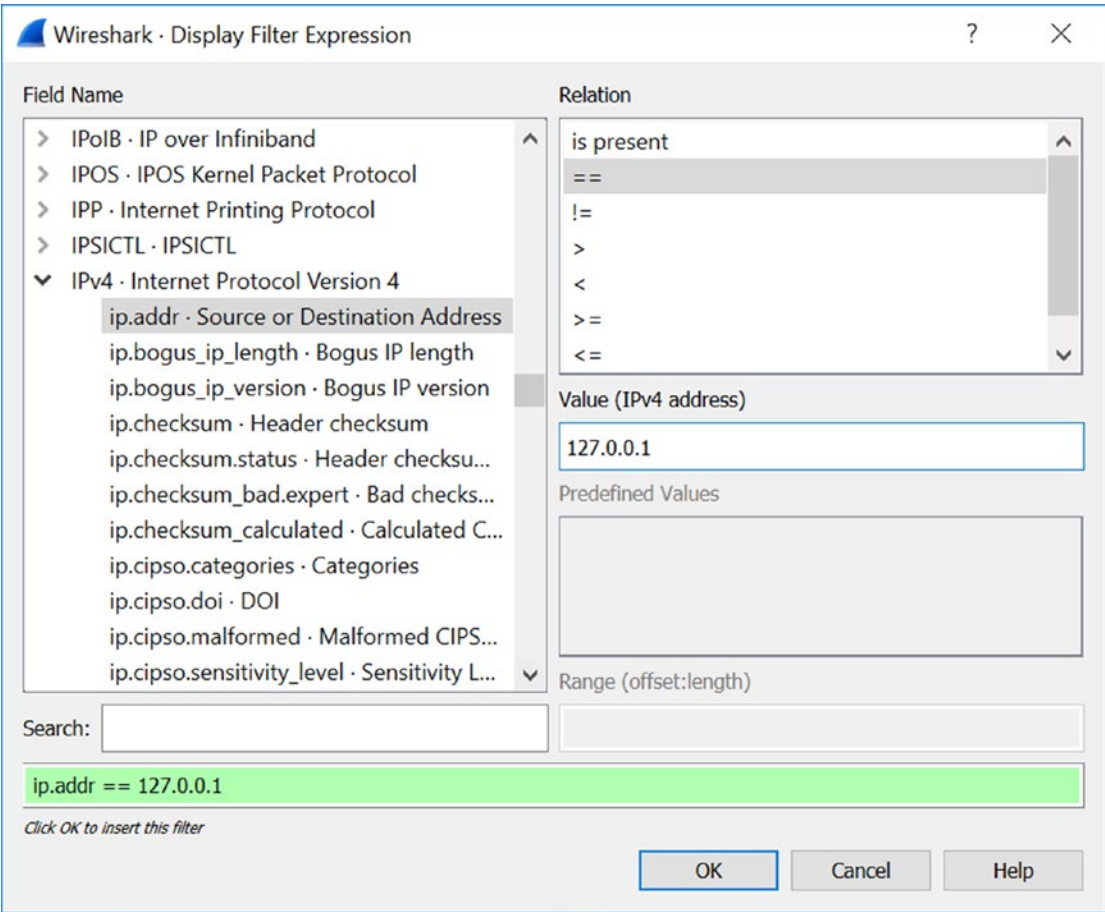 Wireshark · Display Filter Expression
?
Field Name
IPoIB · IP over Infiniband
IPOS · IPOS Kernel Packet Protocol
IPP · Internet Printing Protocol
IPSICTL · IPSICTL
IPv4 · Internet Protocol Version 4
ip.addr · Source or Destination Address
ip.bogus_ip_length · Bogus IP length
ip.bogus_ip_version · Bogus IP version
ip.checksum · Header checksum
ip.checksum.status · Header checksu...
ip.checksum_bad.expert · Bad checks...
ip.checksum_calculated · Calculated C...
ip.cipso.categories · Categories
ip.cipso.doi · DOI
ip.cipso.malformed · Malformed CIPS...
ip.cipso.sensitivity_level · Sensitivity L...
Search:
Relation
is present
==
!=
>
<
>=
<=
Value (IPv4 address)
127.0.0.1
Predefined Values
Range (offset:length)
ip.addr == 127.0.0.1
Click OK to insert this filter
OK
Cancel
Help